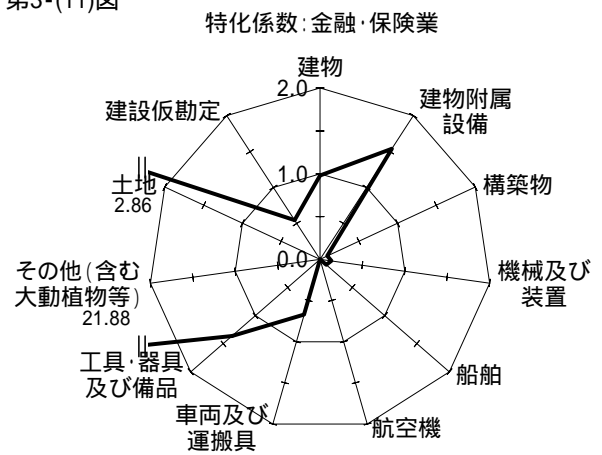 第3-(11)図
特化係数:金融・保険業
建物
2.0
建物附属
設備
建設仮勘定
1.0
構築物
土地
2.86
0.0
機械及び
装置
その他(含む
大動植物等)
21.88
工具・器具
及び備品
船舶
車両及び
運搬具
航空機